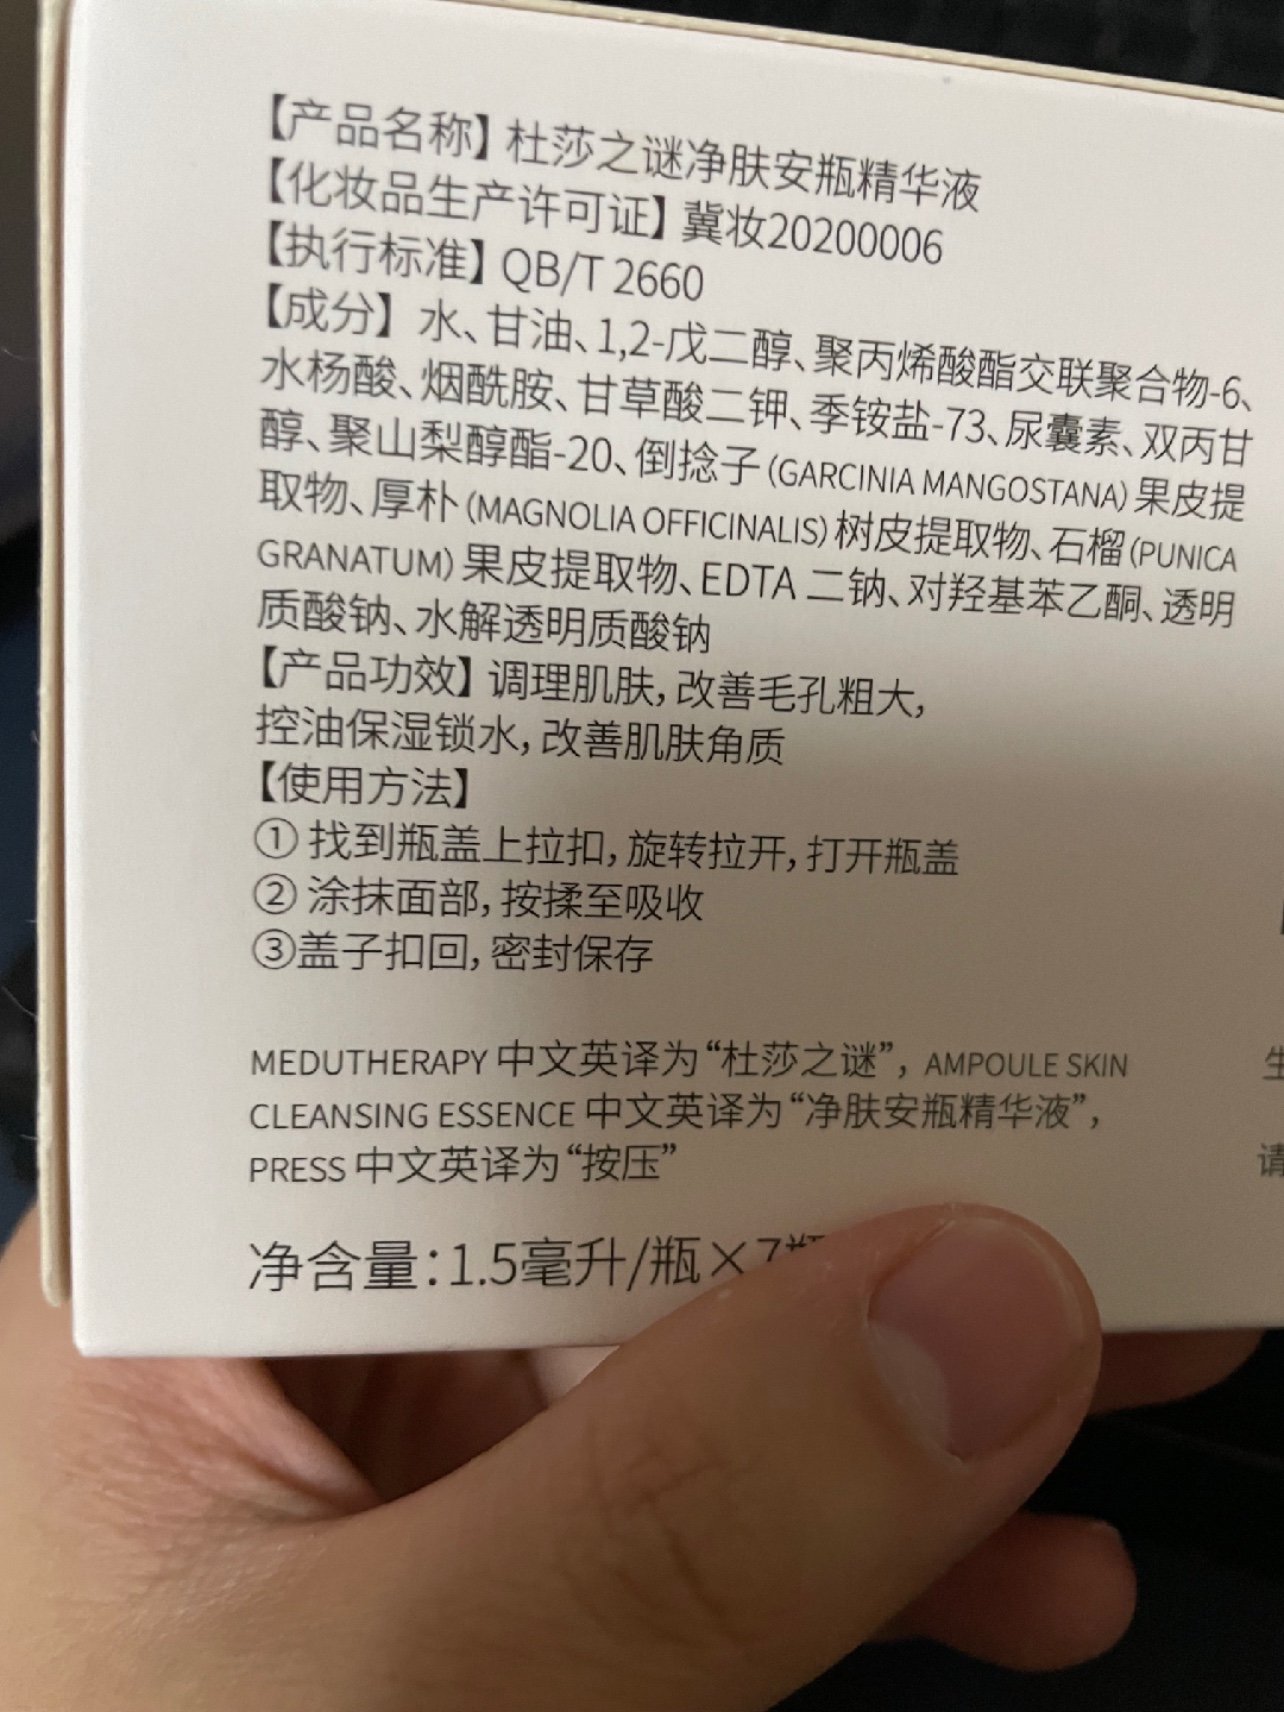 【产品名称】杜莎之谜净肤安瓶精华液
【化妆品生产许可证】冀妆20200006
【执行标准】QB/T 2660
【成分】水、甘油、1,2-戊二醇、聚丙烯酸酯交联聚合物-6、
水杨酸、烟酰胺、甘草酸二钾、季铵盐-73、尿囊素、双丙甘
醇、聚山梨醇酯-20、倒捻子(GARCINIA MANGOSTANA)果皮提
取物、厚朴(MAGNOLIA OFFICINALIS)树皮提取物、石榴(PUNICA
GRANATUM)果皮提取物、EDTA 二钠、对羟基苯乙酮、透明
质酸钠、水解透明质酸钠
【产品功效】调理肌肤,改善毛孔粗大,
控油保湿锁水,改善肌肤角质
【使用方法】
① 找到瓶盖上拉扣,旋转拉开,打开瓶盖
② 涂抹面部,按揉至吸收
③盖子扣回,密封保存
MEDUTHERAPY 中文英译为“杜莎之谜”,AMPOULE SKIN
CLEANSING ESSENCE 中文英译为“净肤安瓶精华液”,
PRESS 中文英译为“按压”
净含量:1.5毫升/瓶×7瓶
生
请